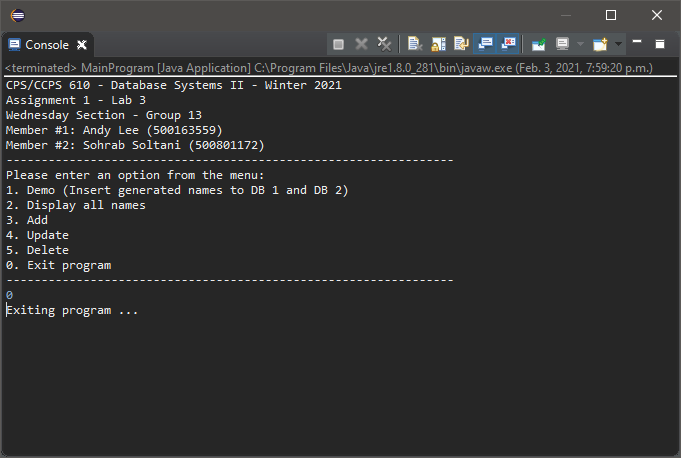 Console
<terminated> MainProgram [Java Application] C:\Program Files\Java\jre1.8.0_281\bin\javaw.exe (Feb. 3, 2021, 7:59:20 p.m.)
CPS/CCPS 610 - Database Systems II - Winter 2021
Assignment 1 - Lab 3
Wednesday Section - Group 13
Member #1: Andy Lee (500163559)
Member #2: Sohrab Soltani (500801172)
----------------------------------------------------------------
Please enter an option from the menu:
1. Demo (Insert generated names to DB 1 and DB 2)
2. Display all names
3. Add
4. Update
5. Delete
0. Exit program
----------------------------------------------------------------
0
Exiting program ...